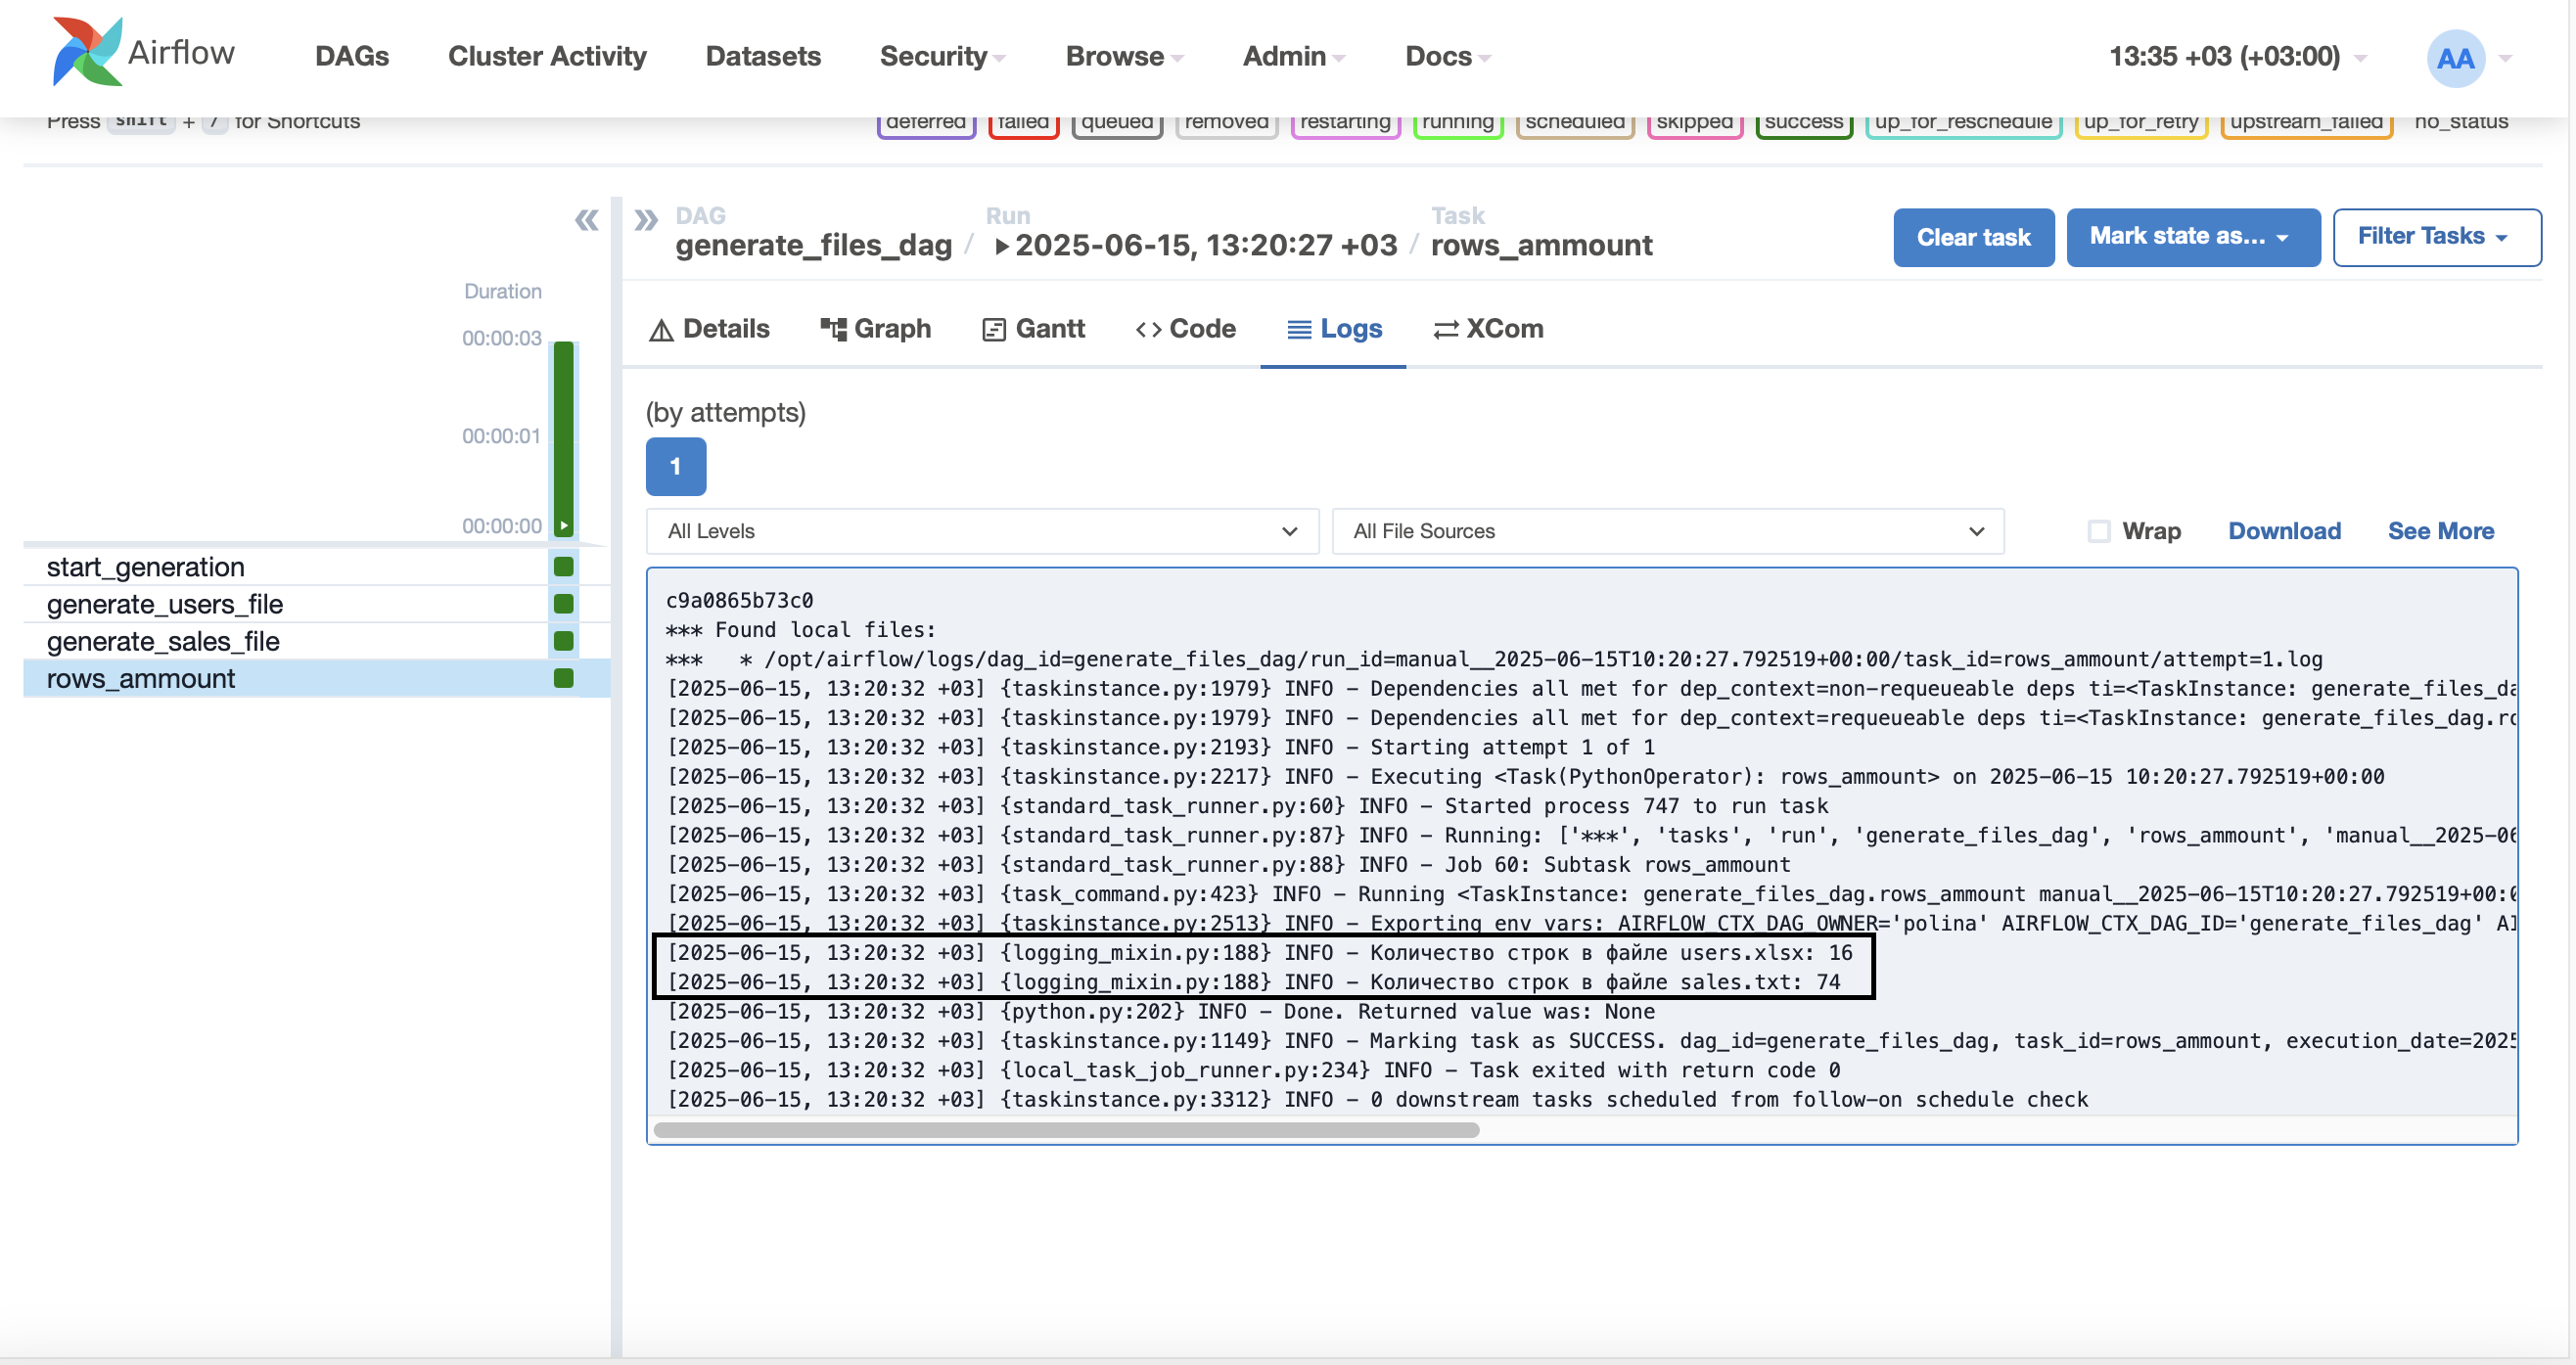 Airflow
DAGs Cluster Activity Datasets Security Browse Admin Docs 13:35 +03 (+03:00) AA
Press shift + / for Shortcuts deferred failed queued removed restarting running scheduled skipped success up_for_reschedule up_for_retry upstream_failed no_status
DAG Run Task
generate_files_dag / 2025-06-15, 13:20:27 +03 / rows_ammount
Clear task Mark state as... Filter Tasks
Duration
00:00:03
00:00:01
00:00:00
start_generation
generate_users_file
generate_sales_file
rows_ammount
Details Graph Gantt Code Logs XCom
(by attempts)
1
All Levels All File Sources Wrap Download See More
c9a0865b73c0
*** Found local files:
***   * /opt/airflow/logs/dag_id=generate_files_dag/run_id=manual__2025-06-15T10:20:27.792519+00:00/task_id=rows_ammount/attempt=1.log
[2025-06-15, 13:20:32 +03] {taskinstance.py:1979} INFO - Dependencies all met for dep_context=non-requeueable deps ti=<TaskInstance: generate_files_da
[2025-06-15, 13:20:32 +03] {taskinstance.py:1979} INFO - Dependencies all met for dep_context=requeueable deps ti=<TaskInstance: generate_files_dag.ro
[2025-06-15, 13:20:32 +03] {taskinstance.py:2193} INFO - Starting attempt 1 of 1
[2025-06-15, 13:20:32 +03] {taskinstance.py:2217} INFO - Executing <Task(PythonOperator): rows_ammount> on 2025-06-15 10:20:27.792519+00:00
[2025-06-15, 13:20:32 +03] {standard_task_runner.py:60} INFO - Started process 747 to run task
[2025-06-15, 13:20:32 +03] {standard_task_runner.py:87} INFO - Running: ['***', 'tasks', 'run', 'generate_files_dag', 'rows_ammount', 'manual__2025-06
[2025-06-15, 13:20:32 +03] {standard_task_runner.py:88} INFO - Job 60: Subtask rows_ammount
[2025-06-15, 13:20:32 +03] {task_command.py:423} INFO - Running <TaskInstance: generate_files_dag.rows_ammount manual__2025-06-15T10:20:27.792519+00:0
[2025-06-15, 13:20:32 +03] {taskinstance.py:2513} INFO - Exporting env vars: AIRFLOW_CTX_DAG_OWNER='polina' AIRFLOW_CTX_DAG_ID='generate_files_dag' AI
[2025-06-15, 13:20:32 +03] {logging_mixin.py:188} INFO - Количество строк в файле users.xlsx: 16
[2025-06-15, 13:20:32 +03] {logging_mixin.py:188} INFO - Количество строк в файле sales.txt: 74
[2025-06-15, 13:20:32 +03] {python.py:202} INFO - Done. Returned value was: None
[2025-06-15, 13:20:32 +03] {taskinstance.py:1149} INFO - Marking task as SUCCESS. dag_id=generate_files_dag, task_id=rows_ammount, execution_date=2025
[2025-06-15, 13:20:32 +03] {local_task_job_runner.py:234} INFO - Task exited with return code 0
[2025-06-15, 13:20:32 +03] {taskinstance.py:3312} INFO - 0 downstream tasks scheduled from follow-on schedule check